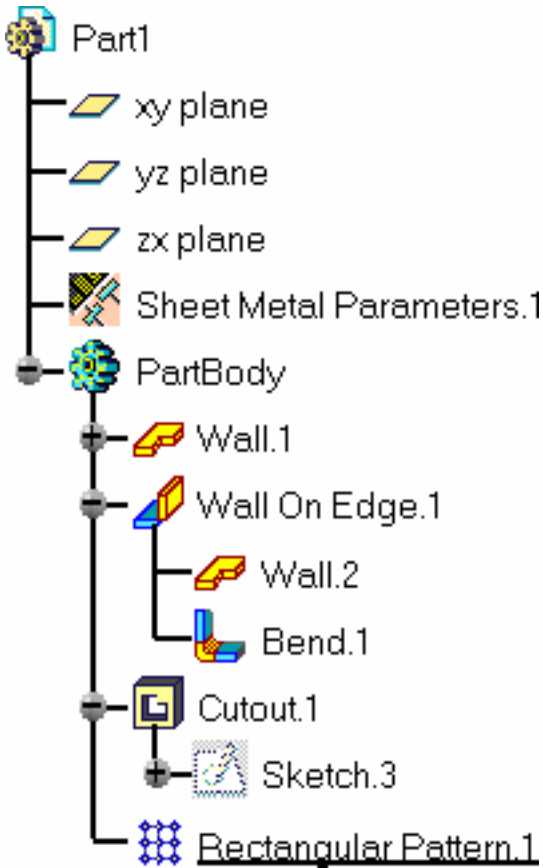 Part1
xy plane
yz plane
zx plane
Sheet Metal Parameters.1
PartBody
Wall.1
Wall On Edge.1
Wall.2
Bend.1
Cutout.1
Sketch.3
Rectangular Pattern.1